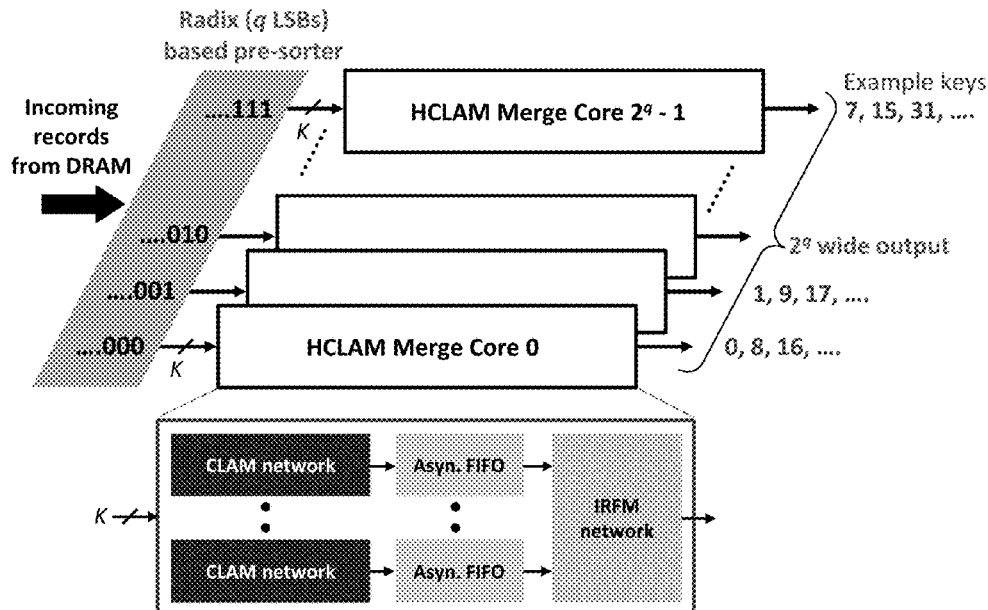 Radix (q LSBs)
based pre-sorter
Incoming
records
from DRAM
....111
K
HCLAM Merge Core 2^q - 1
Example keys
7, 15, 31, ....
....010
2^q wide output
....001
1, 9, 17, ....
....000
K
HCLAM Merge Core 0
0, 8, 16, ....
CLAM network
Asyn. FIFO
K
IRFM
network
CLAM network
Asyn. FIFO